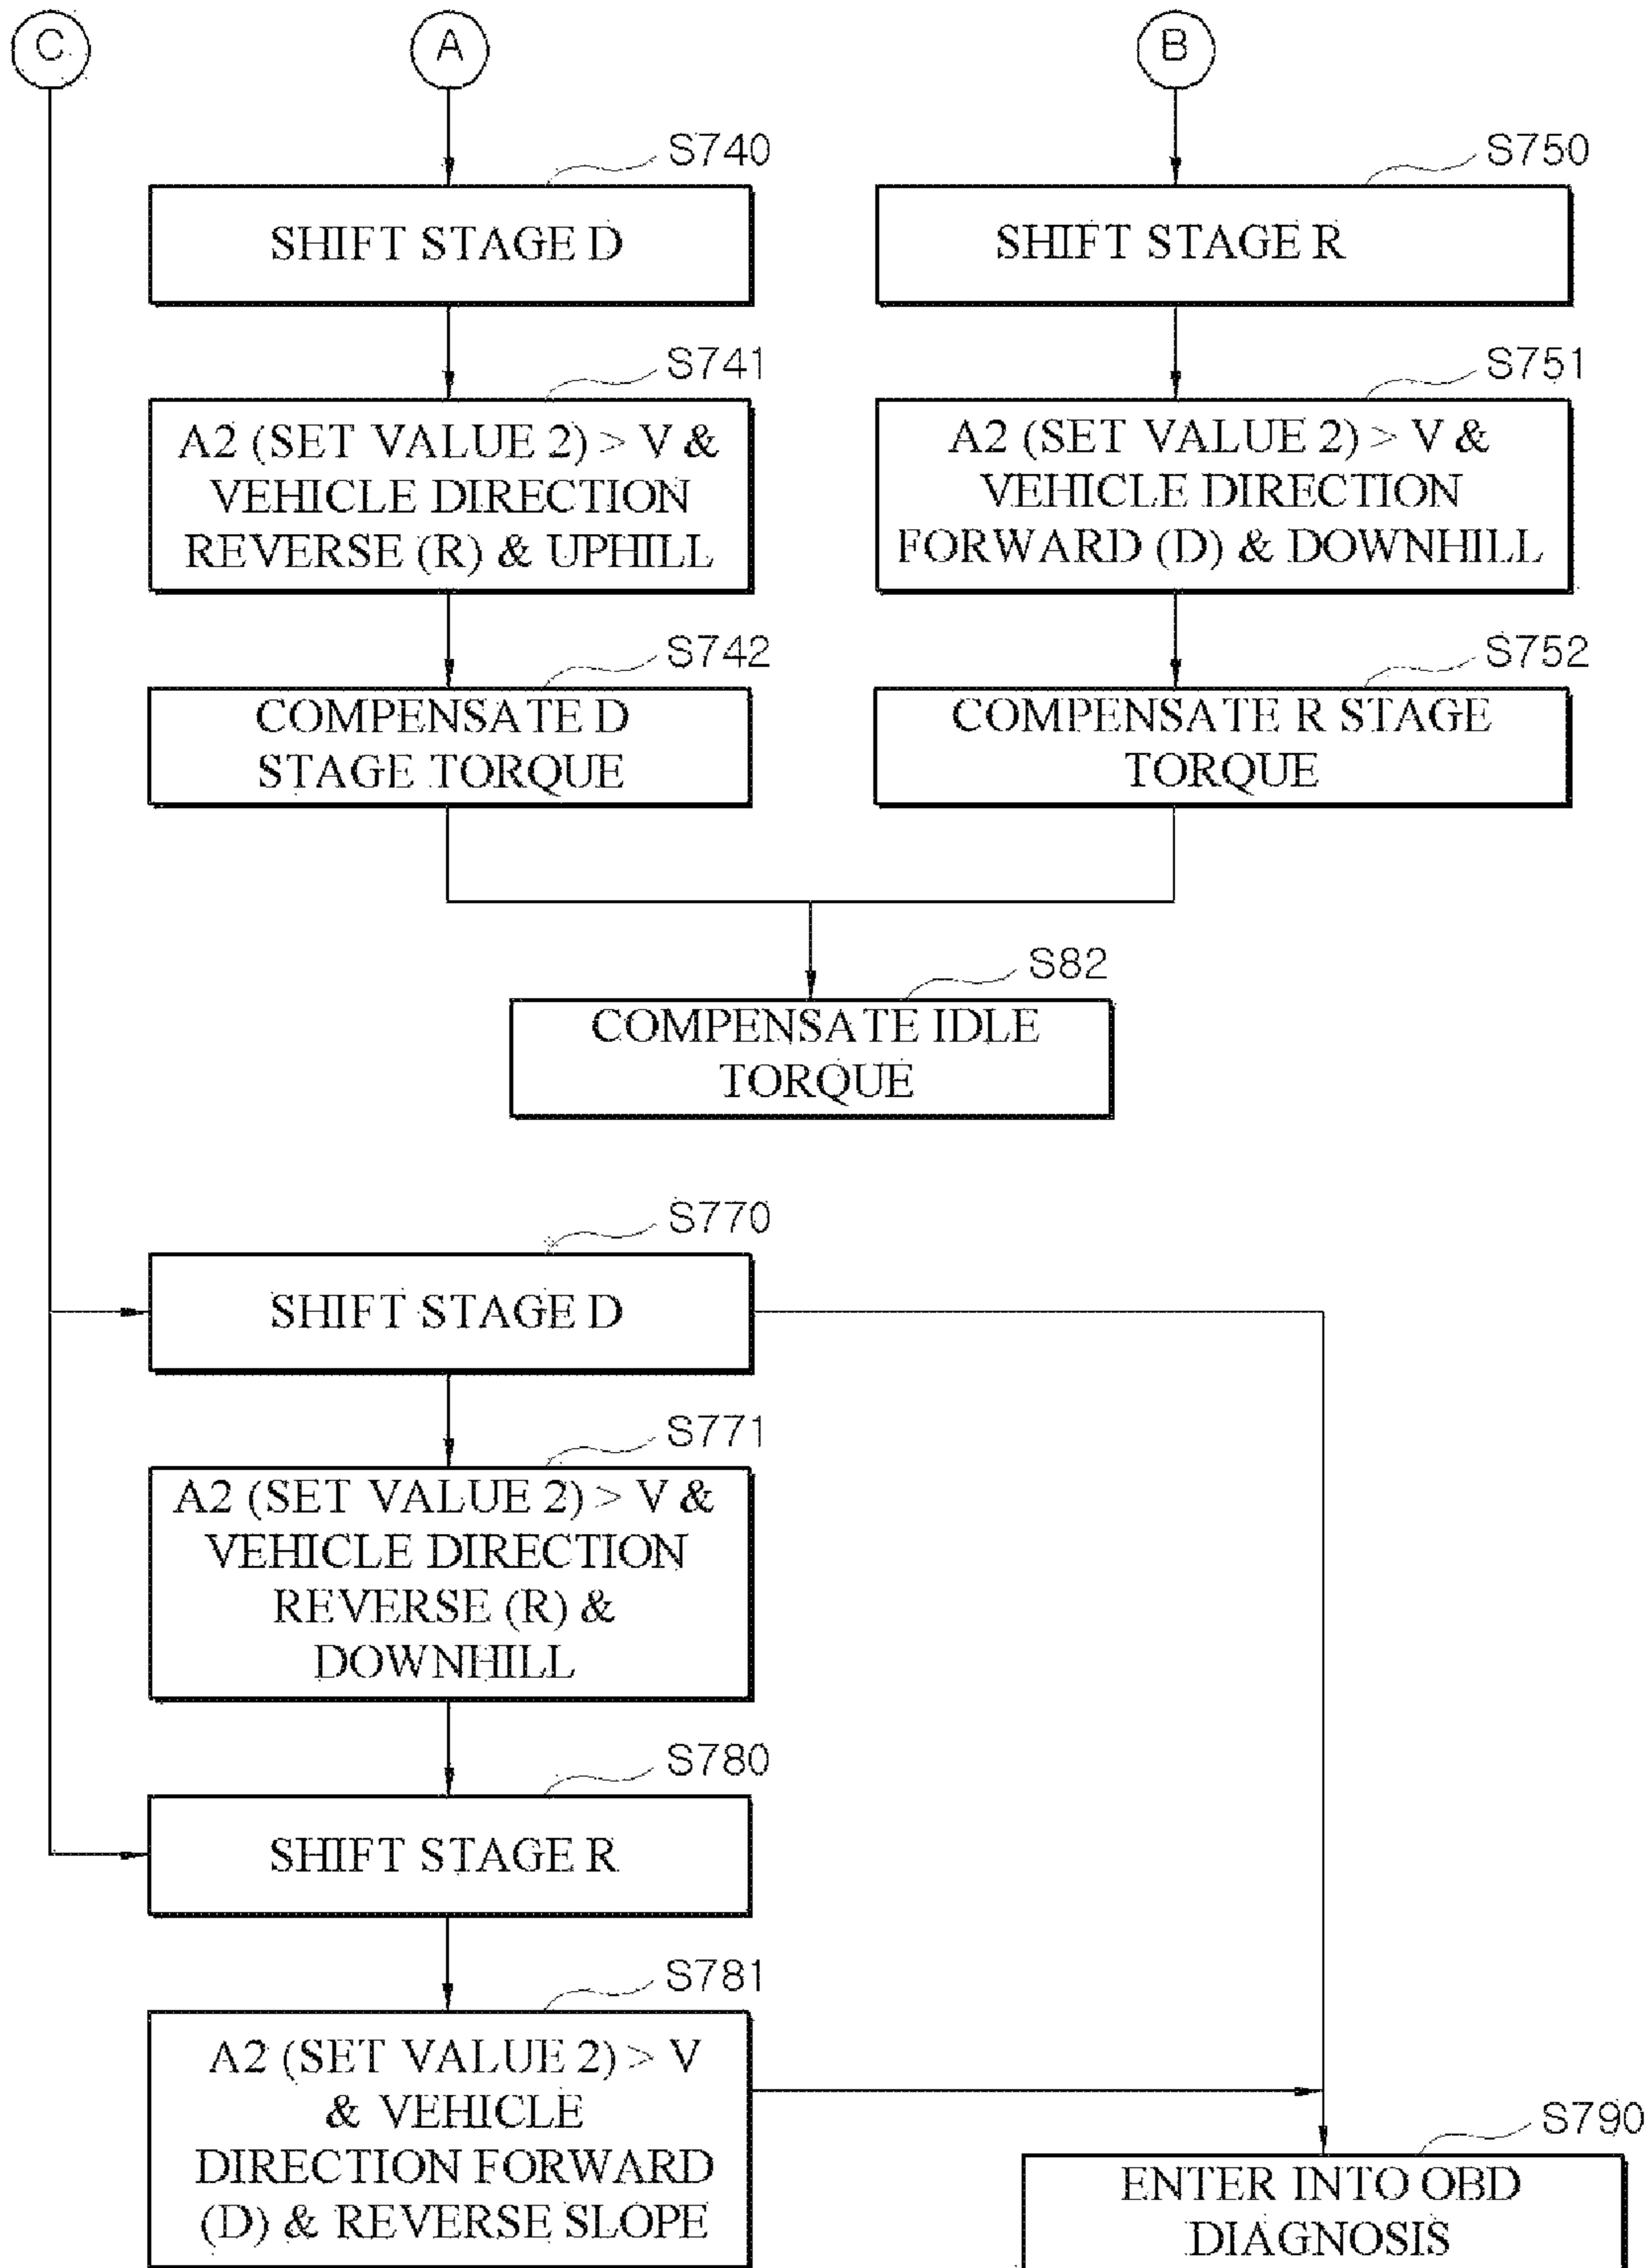 C
A
B
S740
SHIFT STAGE D
S750
SHIFT STAGE R
S741
A2 (SET VALUE 2) > V &
VEHICLE DIRECTION
REVERSE (R) & UPHILL
S751
A2 (SET VALUE 2) > V &
VEHICLE DIRECTION
FORWARD (D) & DOWNHILL
S742
COMPENSATE D
STAGE TORQUE
S752
COMPENSATE R STAGE
TORQUE
S82
COMPENSATE IDLE
TORQUE
S770
SHIFT STAGE D
S771
A2 (SET VALUE 2) > V &
VEHICLE DIRECTION
REVERSE (R) &
DOWNHILL
S780
SHIFT STAGE R
S781
A2 (SET VALUE 2) > V
& VEHICLE
DIRECTION FORWARD
(D) & REVERSE SLOPE
S790
ENTER INTO OBD
DIAGNOSIS